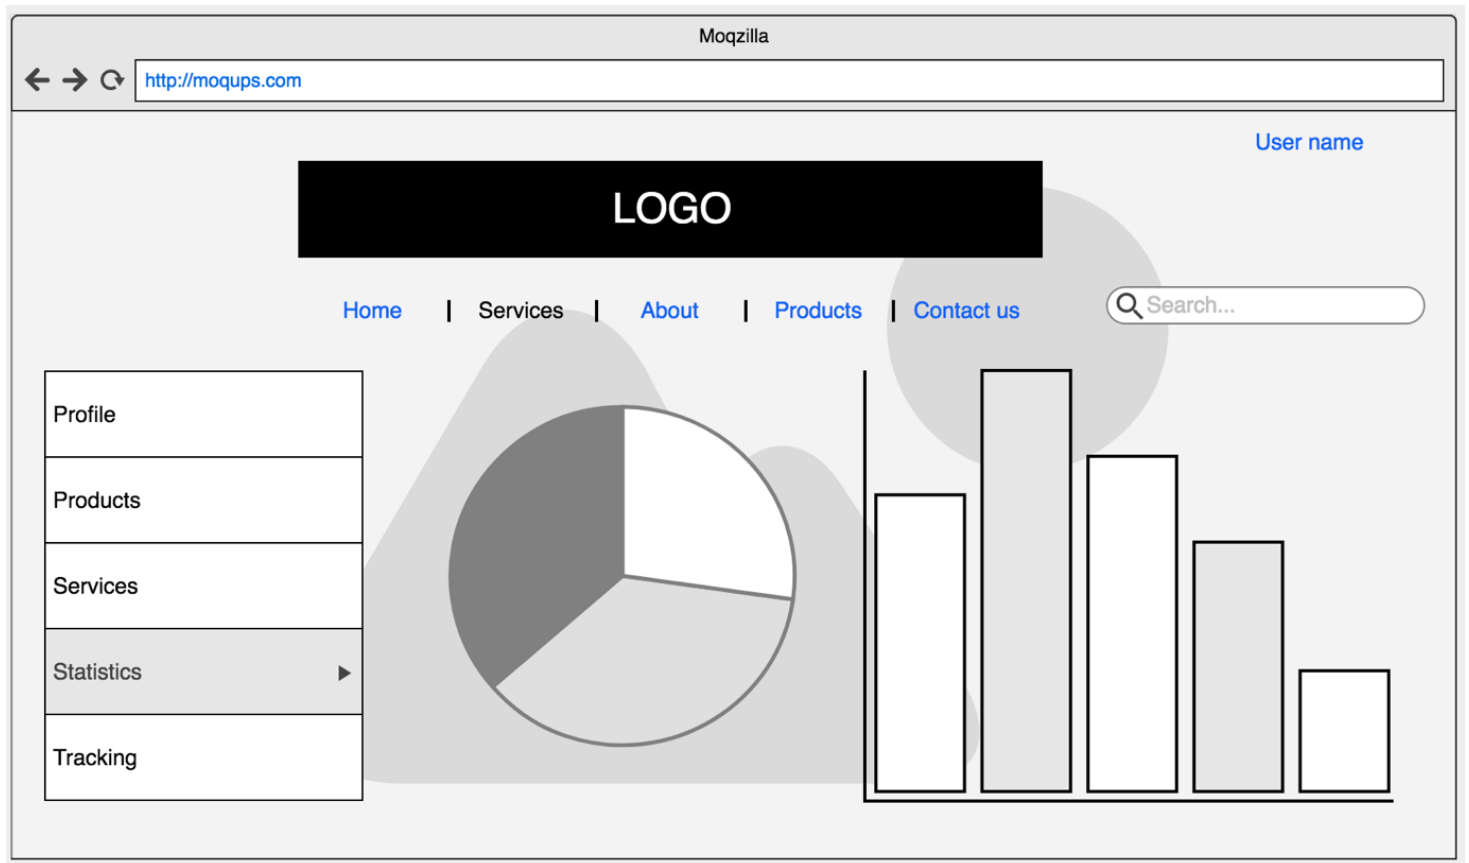 Moqzilla
http://moqups.com
User name
LOGO
Home | Services | About | Products | Contact us
Search...
Profile
Products
Services
Statistics
Tracking